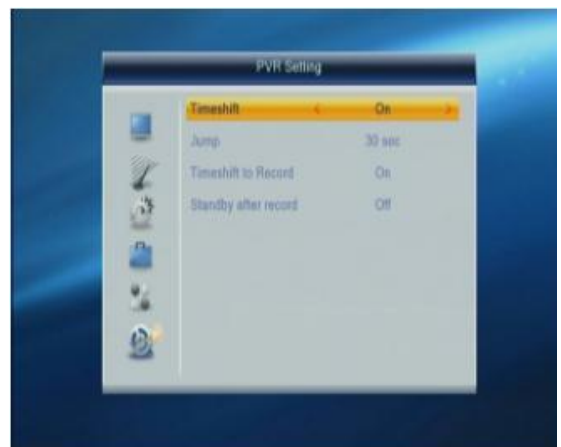 PVR Setting
Timeshift < On >
Jump 30 sec
Timeshift to Record On
Standby after record Off